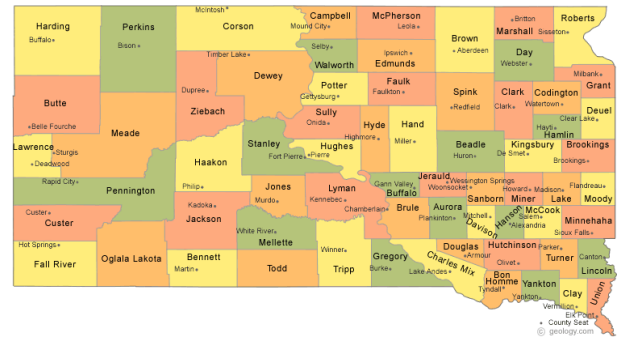 Harding
Buffalo
Perkins
Bison
McIntosh
Corson
Campbell
Mound City
McPherson
Leola
Brown
Aberdeen
Britton
Marshall
Sisseton
Roberts
Timber Lake
Dewey
Selby
Walworth
Ipswich
Edmunds
Day
Webster
Milbank
Grant
Butte
Belle Fourche
Dupree
Ziebach
Potter
Gettysburg
Faulk
Faulkton
Spink
Redfield
Clark
Clark
Codington
Watertown
Clear Lake
Deuel
Meade
Sturgis
Lawrence
Deadwood
Sully
Onida
Hyde
Highmore
Hand
Miller
Hayti
Hamlin
Haakon
Philip
Stanley
Fort Pierre
Hughes
Pierre
Beadle
Huron
Kingsbury
De Smet
Brookings
Brookings
Rapid City
Pennington
Jones
Murdo
Lyman
Kennebec
Gann Valley
Buffalo
Jerauld
Wessington Springs
Woonsocket
Sanborn
Howard
Miner
Madison
Lake
Flandreau
Moody
Custer
Custer
Kadoka
Jackson
Chamberlain
Brule
Aurora
Plankinton
Mitchell
Davison
Hanson
Alexandria
McCook
Salem
Minnehaha
Sioux Falls
Hot Springs
Fall River
Oglala Lakota
Bennett
Martin
White River
Mellette
Todd
Winner
Tripp
Gregory
Burke
Charles Mix
Lake Andes
Douglas
Armour
Hutchinson
Olivet
Parker
Turner
Canton
Lincoln
Bon
Homme
Tyndall
Yankton
Yankton
Clay
Vermillion
Union
Elk Point
County Seat
© geology.com